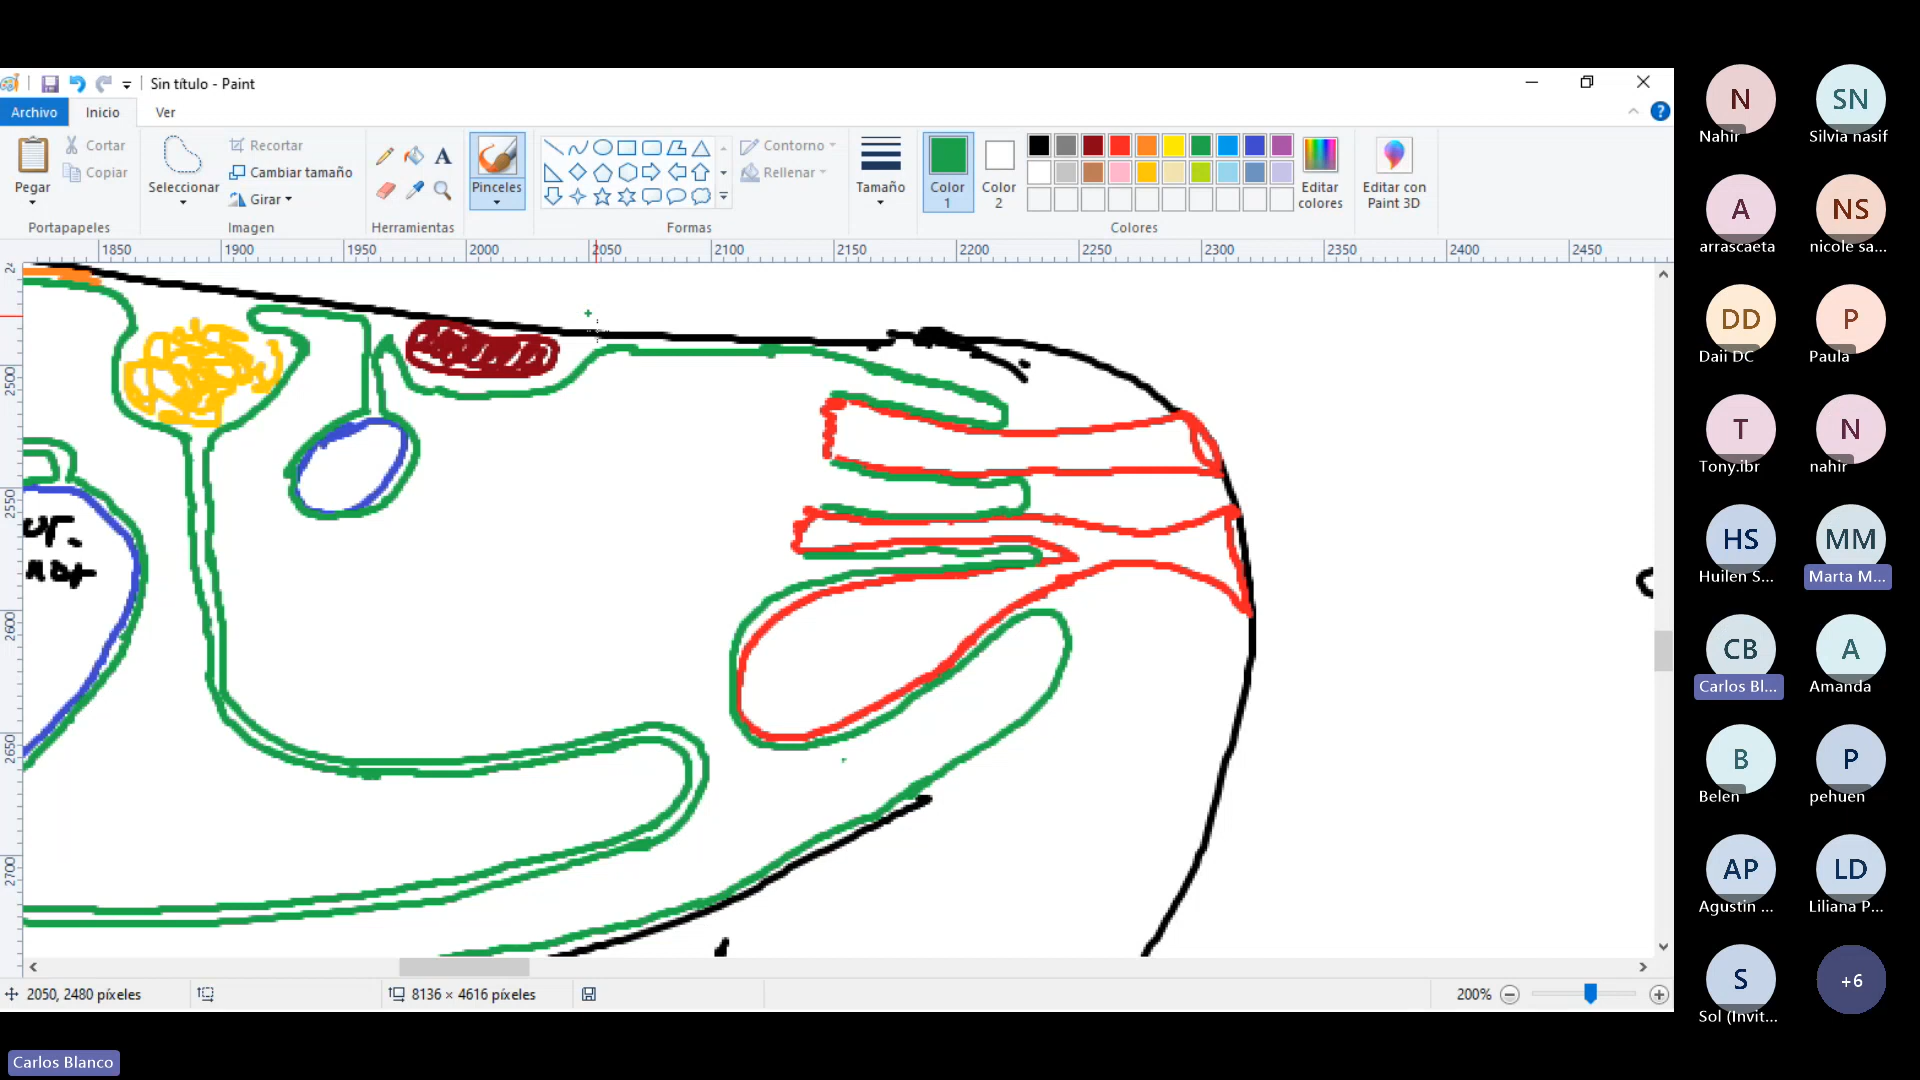 Sin título - Paint
Archivo Inicio Ver
Pegar
Cortar
Copiar
Portapapeles
Seleccionar
Recortar
Cambiar tamaño
Girar
Imagen
A
Herramientas
Pinceles
Contorno
Rellenar
Formas
Tamaño
Color 1
Color 2
Colores
Editar colores
Editar con Paint 3D
?
1850 1900 1950 2000 2050 2100 2150 2200 2250 2300 2350 2400 2450
2500
2550
2600
2650
2700
2050, 2480 píxeles
8136 × 4616 píxeles
200%
N
Nahir
SN
Silvia nasif
A
arrascaeta
NS
nicole sa...
DD
Daii DC
P
Paula
T
Tony.ibr
N
nahir
HS
Huilen S...
MM
Marta M...
CB
Carlos Bl...
A
Amanda
B
Belen
P
pehuen
AP
Agustin ...
LD
Liliana P...
S
Sol (Invit...
+6
Carlos Blanco